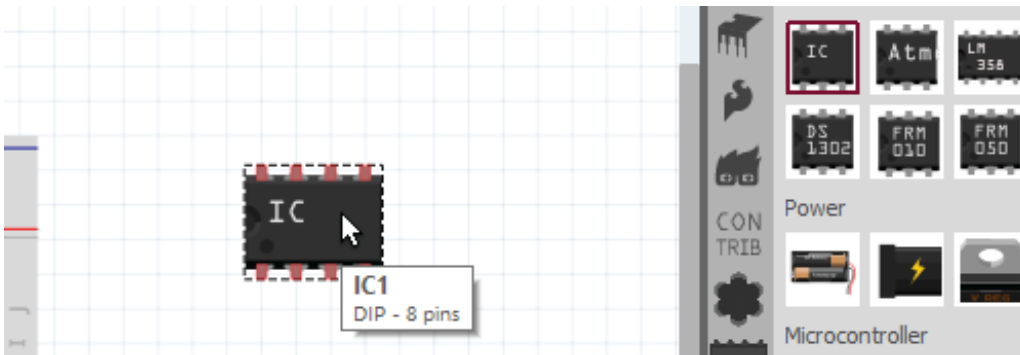 IC
IC1
DIP - 8 pins
J
I
CON
TRIB
IC
Atm
LM
358
DS
1302
FRM
010
FRM
050
Power
Microcontroller